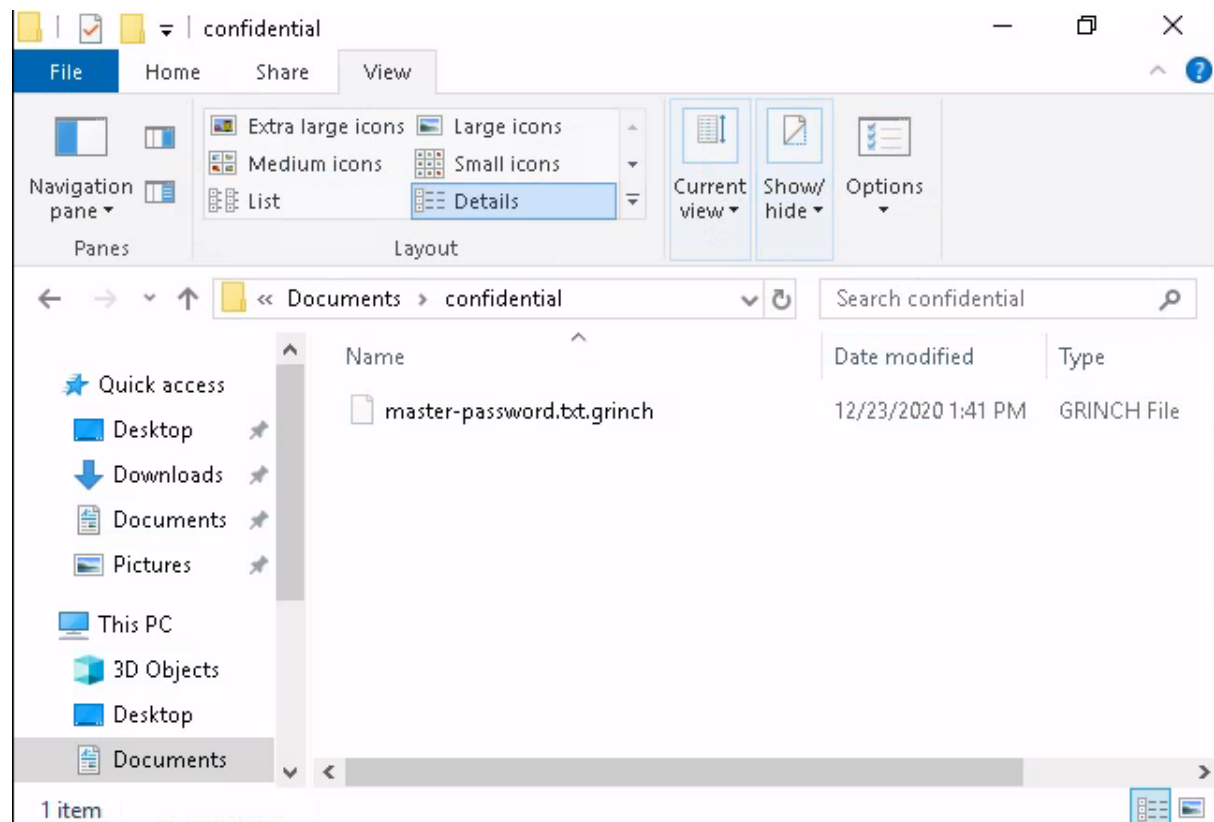 confidential
File Home Share View
Extra large icons Large icons
Medium icons Small icons
List Details
Navigation
pane
Current
view
Show/
hide
Options
Panes Layout
« Documents › confidential Search confidential
Name Date modified Type
master-password.txt.grinch 12/23/2020 1:41 PM GRINCH File
Quick access
Desktop
Downloads
Documents
Pictures
This PC
3D Objects
Desktop
Documents
1 item